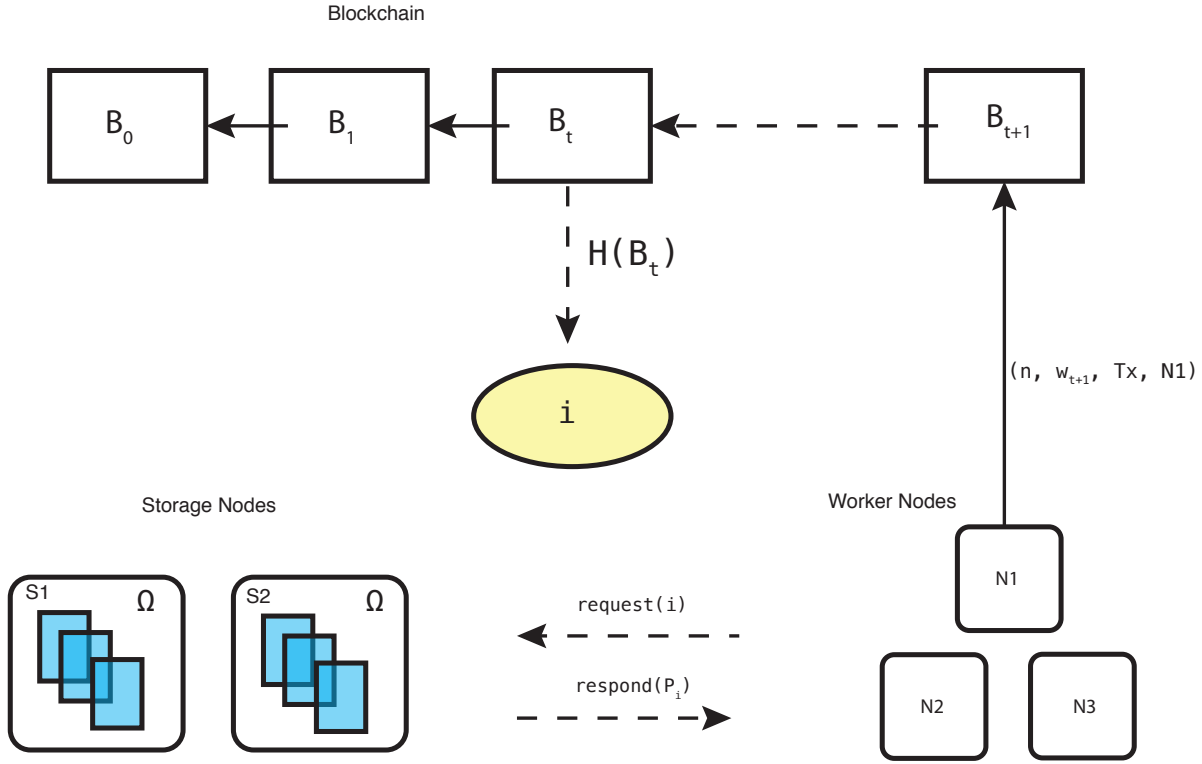 Blockchain
B₀
B₁
Bₜ
Bₜ₊₁
H(Bₜ)
(n, wₜ₊₁, Tx, N1)
i
Storage Nodes
Worker Nodes
S1
Ω
S2
Ω
request(i)
respond(Pᵢ)
N1
N2
N3